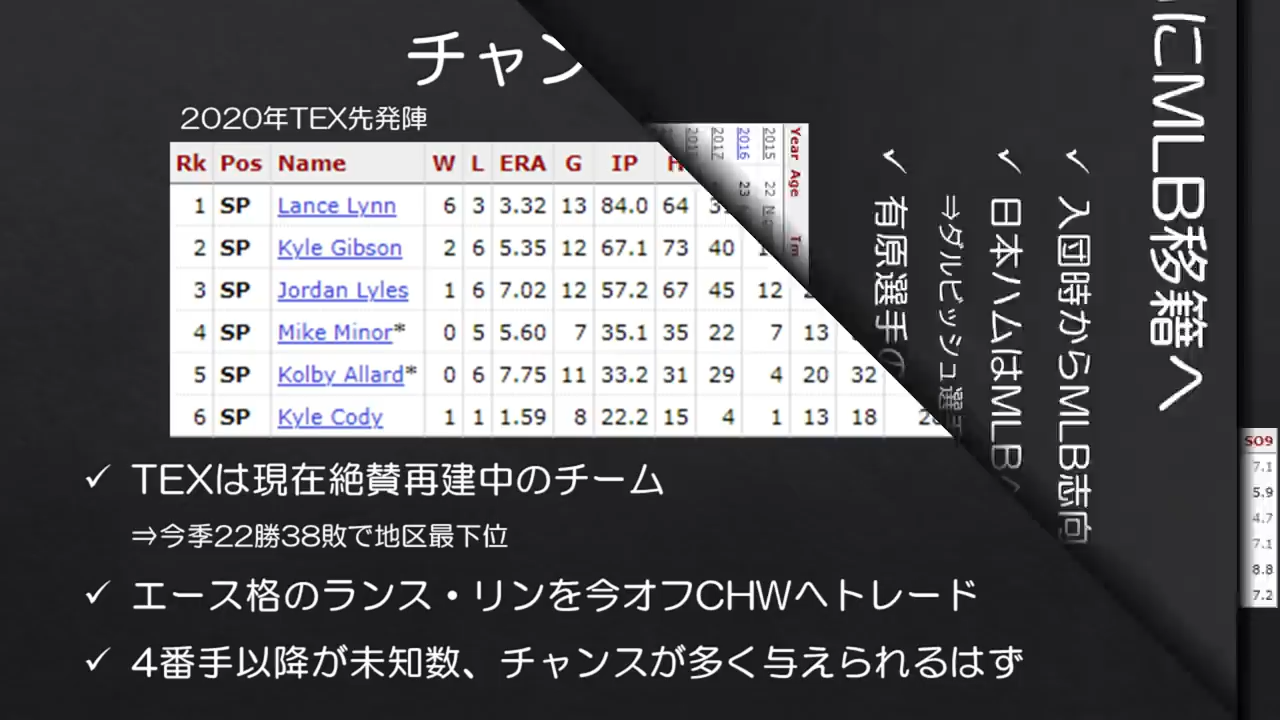 チャン
2020年TEX先発陣
Rk Pos Name W L ERA G IP
1 SP Lance Lynn 6 3 3.32 13 84.0 64
2 SP Kyle Gibson 2 6 5.35 12 67.1 73 40
3 SP Jordan Lyles 1 6 7.02 12 57.2 67 45 12
4 SP Mike Minor* 0 5 5.60 7 35.1 35 22 7 13
5 SP Kolby Allard* 0 6 7.75 11 33.2 31 29 4 20 32
6 SP Kyle Cody 1 1 1.59 8 22.2 15 4 1 13 18
✓ TEXは現在絶賛再建中のチーム
⇒今季22勝38敗で地区最下位
✓ エース格のランス・リンを今オフCHWへトレード
✓ 4番手以降が未知数、チャンスが多く与えられるはず
にMLB移籍へ
✓ 入団時からMLB志向
✓ 日本ハムはMLBへ
⇒ダルビッシュ選手
✓ 有原選手の
Year Age Tm
2015 22
2016 23
2017
SO9
7.1
5.9
4.7
7.1
8.8
7.2